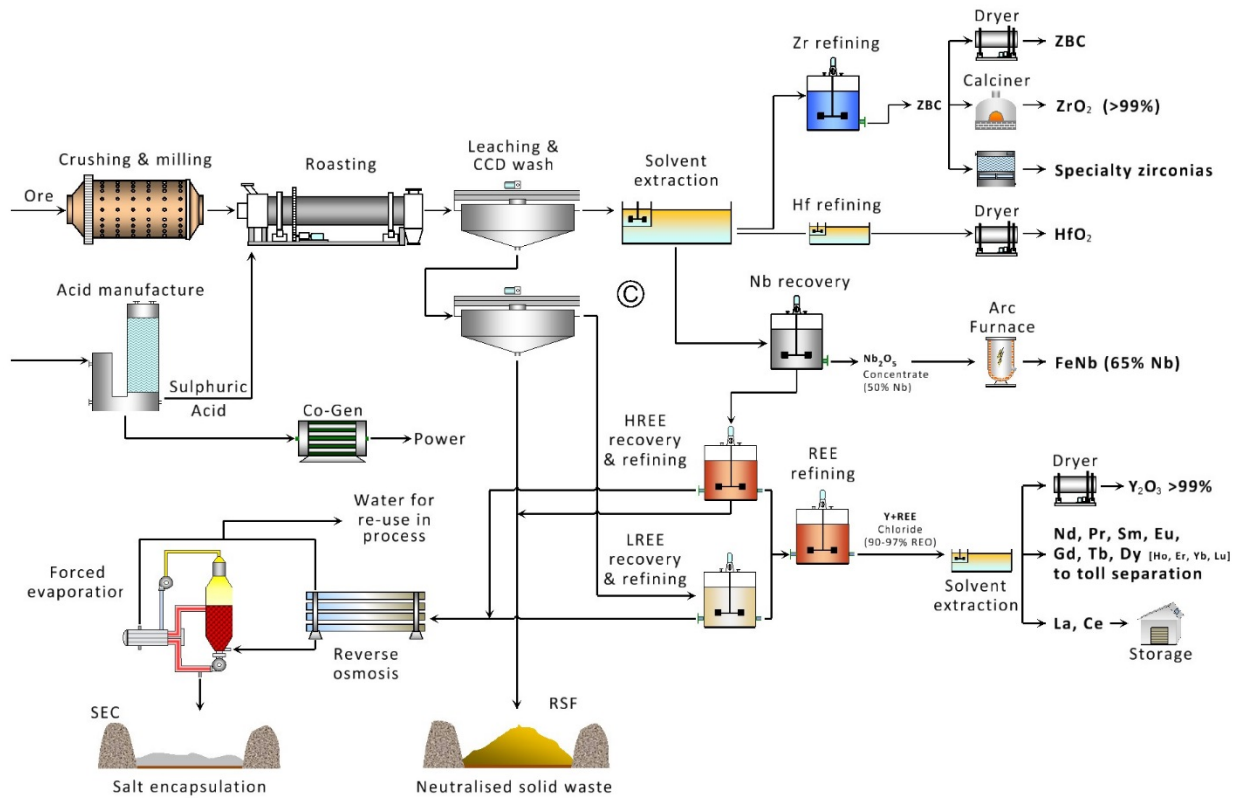 Dryer
Zr refining
ZBC
Calciner
ZBC
ZrO₂ (>99%)
Leaching &
CCD wash
Crushing & milling
Roasting
Solvent
extraction
Specialty zirconias
Ore
Hf refining
Dryer
HfO₂
Acid manufacture
©
Nb recovery
Arc
Furnace
Nb₂O₅
Concentrate
(50% Nb)
FeNb (65% Nb)
Sulphuric
Acid
Co-Gen
Power
HREE
recovery
& refining
REE
refining
Dryer
Y₂O₃ >99%
Water for
re-use in
process
Y+REE
Chloride
(90-97% REO)
Nd, Pr, Sm, Eu,
Gd, Tb, Dy [Ho, Er, Yb, Lu]
to toll separation
Forced
evaporation
LREE
recovery
& refining
Solvent
extraction
La, Ce
Storage
Reverse
osmosis
SEC
RSF
Salt encapsulation
Neutralised solid waste